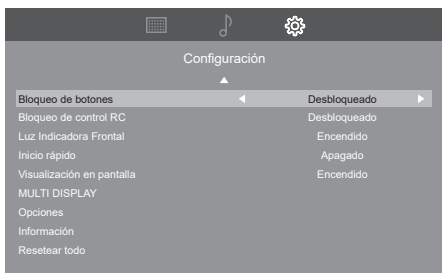 Configuración
Bloqueo de botones Desbloqueado
Bloqueo de control RC Desbloqueado
Luz Indicadora Frontal Encendido
Inicio rápido Apagado
Visualización en pantalla Encendido
MULTI DISPLAY
Opciones
Información
Resetear todo